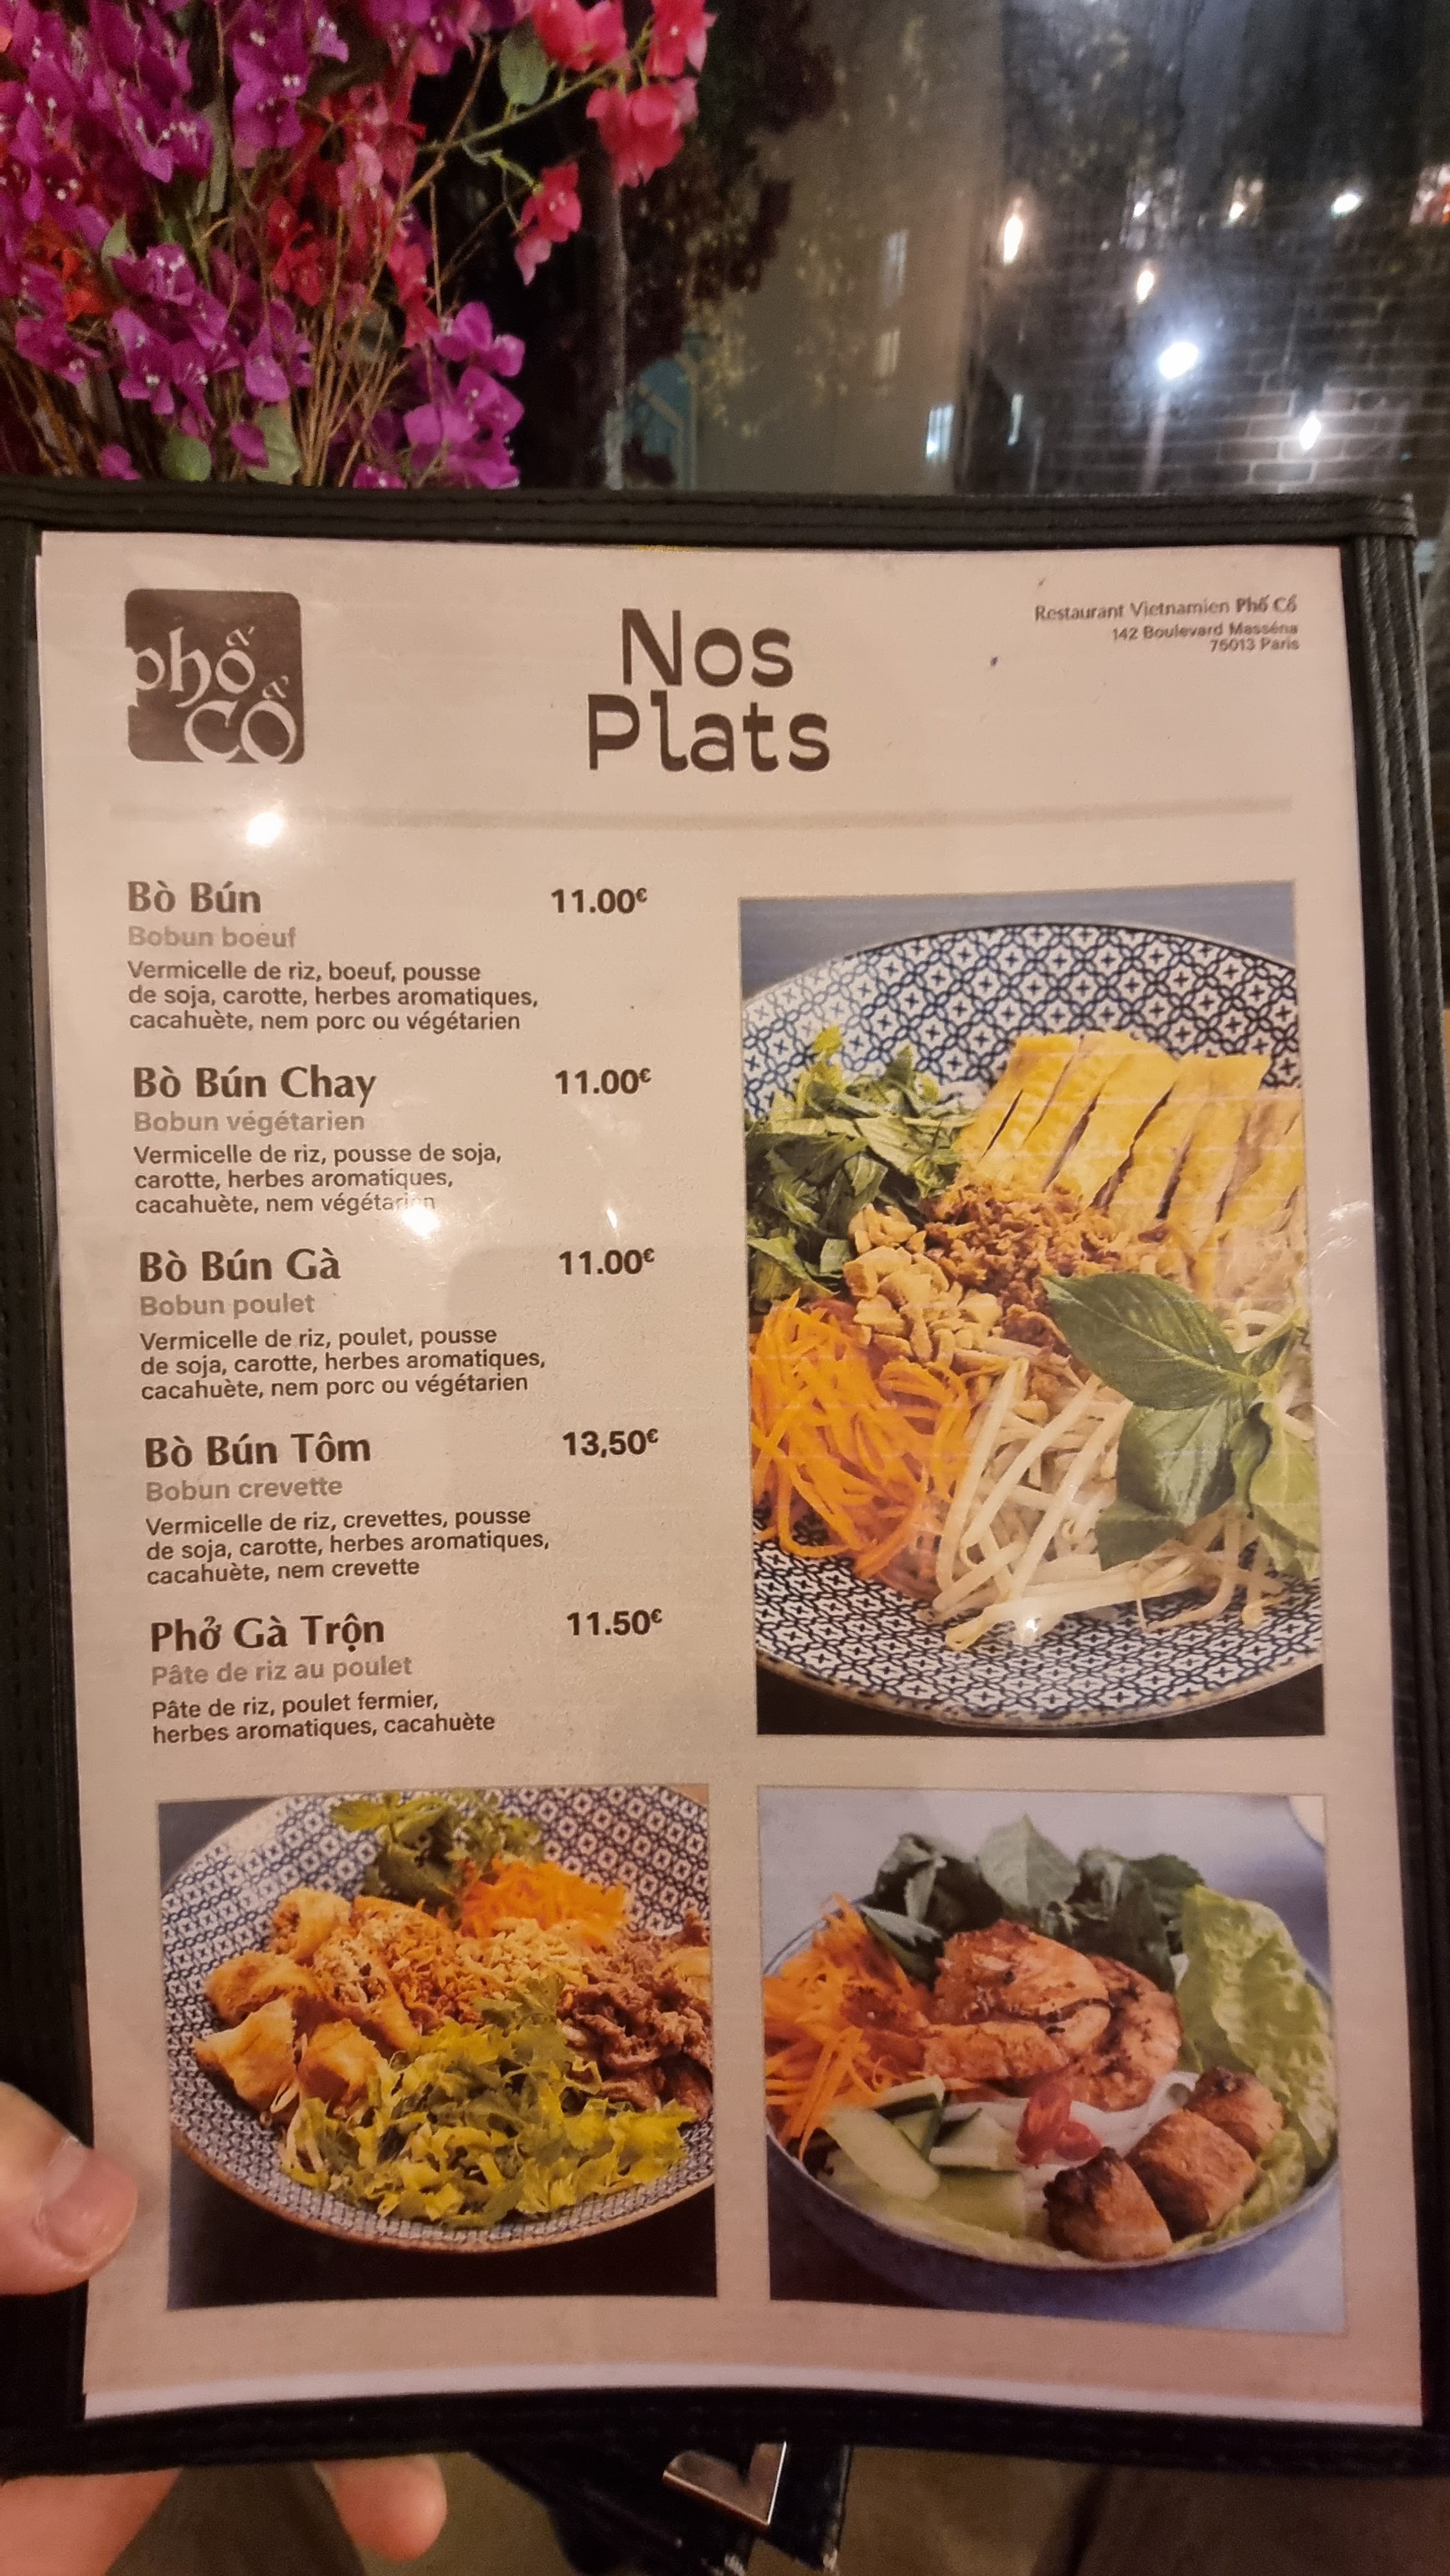 phố
cổ
Nos
Plats
Restaurant Vietnamien Phố Cổ
142 Boulevard Masséna
75013 Paris
Bò Bún 11.00€
Bobun boeuf
Vermicelle de riz, boeuf, pousse
de soja, carotte, herbes aromatiques,
cacahuète, nem porc ou végétarien
Bò Bún Chay 11.00€
Bobun végétarien
Vermicelle de riz, pousse de soja,
carotte, herbes aromatiques,
cacahuète, nem végétarien
Bò Bún Gà 11.00€
Bobun poulet
Vermicelle de riz, poulet, pousse
de soja, carotte, herbes aromatiques,
cacahuète, nem porc ou végétarien
Bò Bún Tôm 13,50€
Bobun crevette
Vermicelle de riz, crevettes, pousse
de soja, carotte, herbes aromatiques,
cacahuète, nem crevette
Phở Gà Trộn 11.50€
Pâte de riz au poulet
Pâte de riz, poulet fermier,
herbes aromatiques, cacahuète